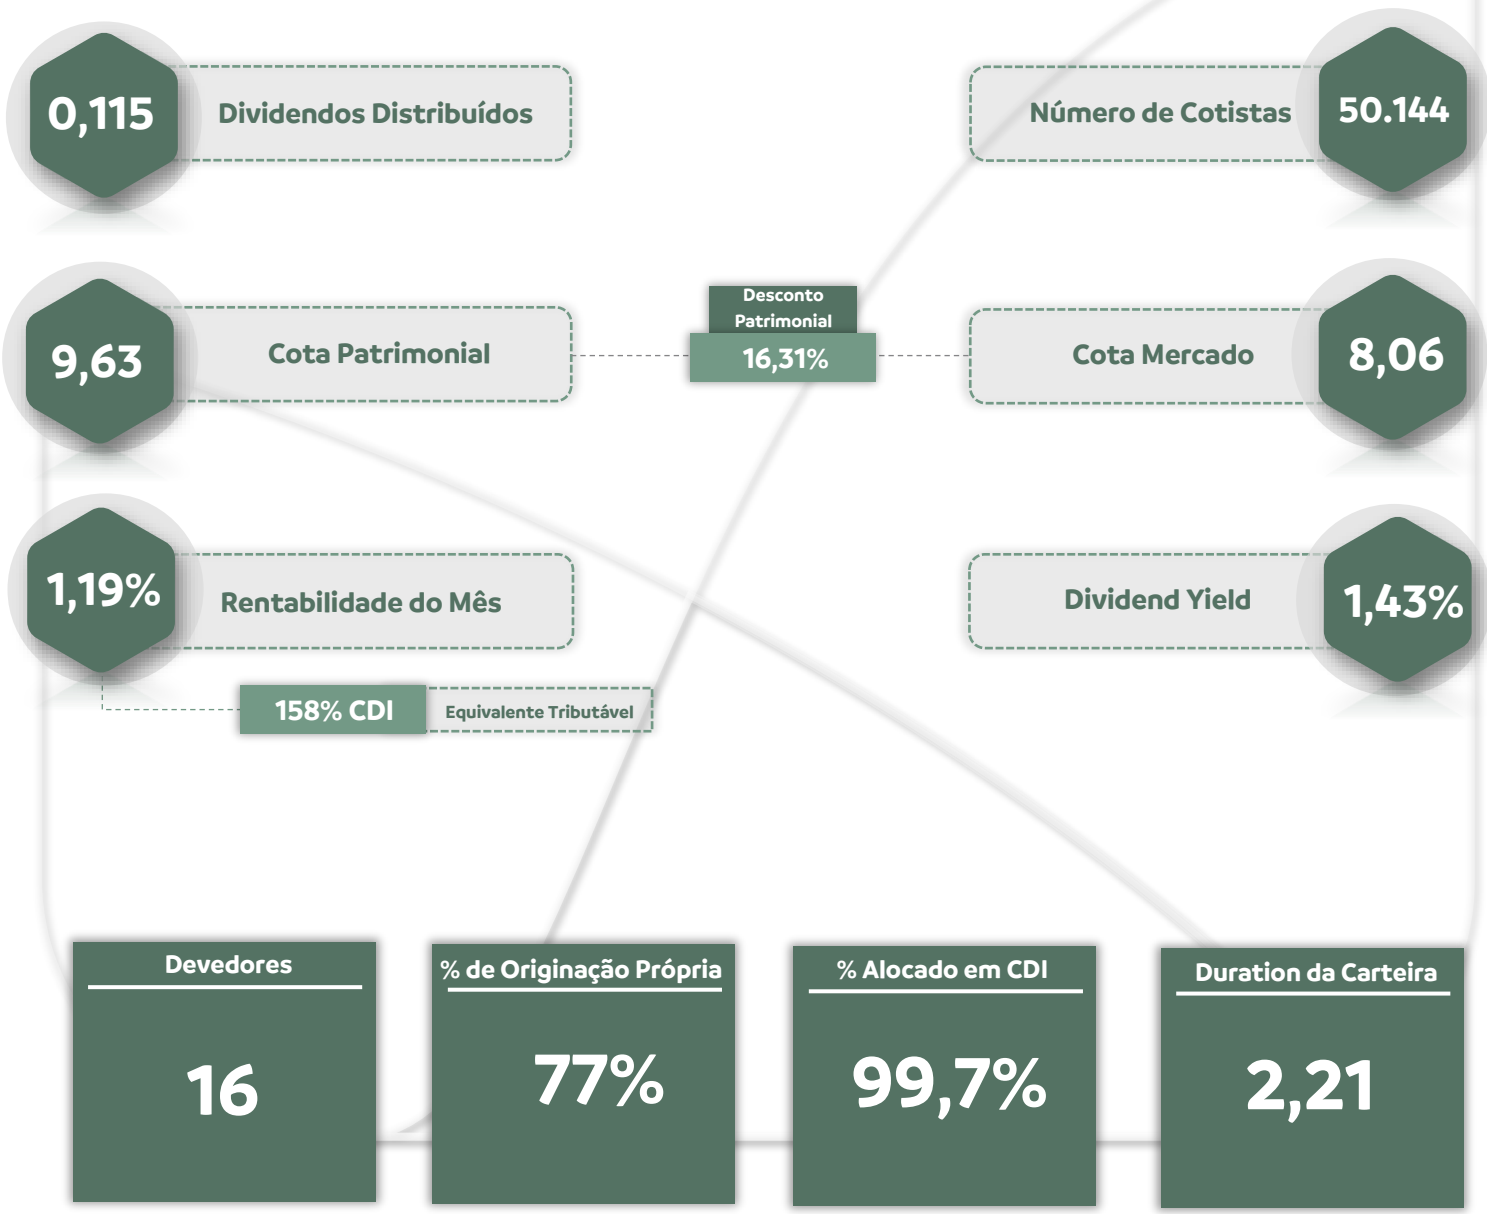 0,115
Dividendos Distribuídos
Número de Cotistas
50.144
9,63
Cota Patrimonial
Desconto
Patrimonial
16,31%
Cota Mercado
8,06
1,19%
Rentabilidade do Mês
Dividend Yield
1,43%
158% CDI
Equivalente Tributável
Devedores
16
% de Originação Própria
77%
% Alocado em CDI
99,7%
Duration da Carteira
2,21